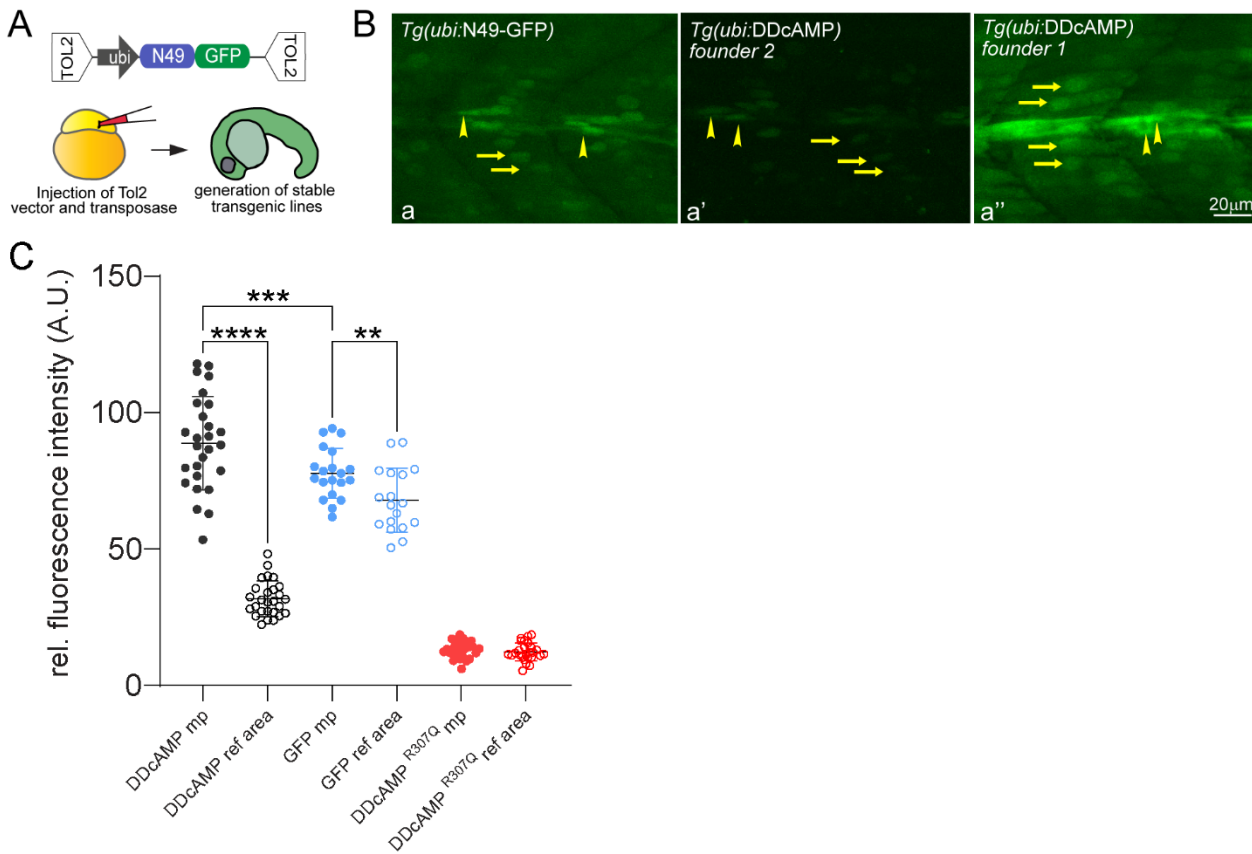 A
TOL2
ubi
N49
GFP
TOL2
Injection of Tol2
vector and transposase
generation of stable
transgenic lines
B
Tg(ubi:N49-GFP)
a
Tg(ubi:DDcAMP)
founder 2
a'
Tg(ubi:DDcAMP)
founder 1
a''
20µm
C
rel. fluorescence intensity (A.U.)
150
100
50
0
***
****
**
DDcAMP mp
DDcAMP ref area
GFP mp
GFP ref area
DDcAMP R307Q mp
DDcAMP R307Q ref area